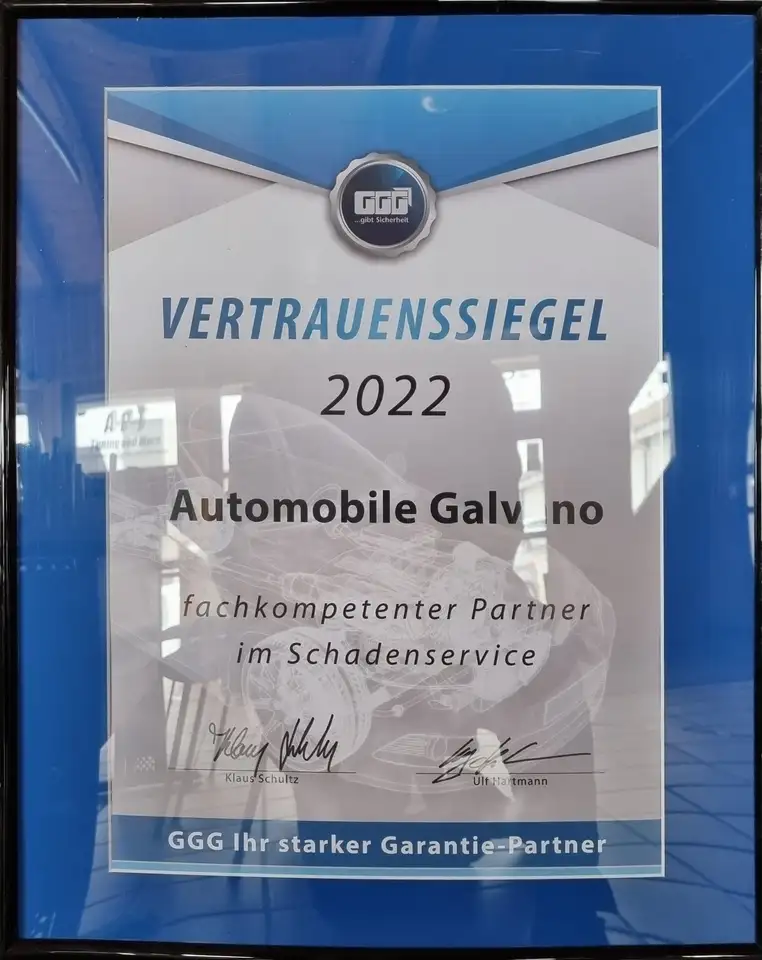 GGG
...gibt Sicherheit
VERTRAUENSSIEGEL
2022
Automobile
fachkompetenter Partner
im Schadenservice
Klaus Schultz
Ulf Hartmann
GGG Ihr starker Garantie-Partner